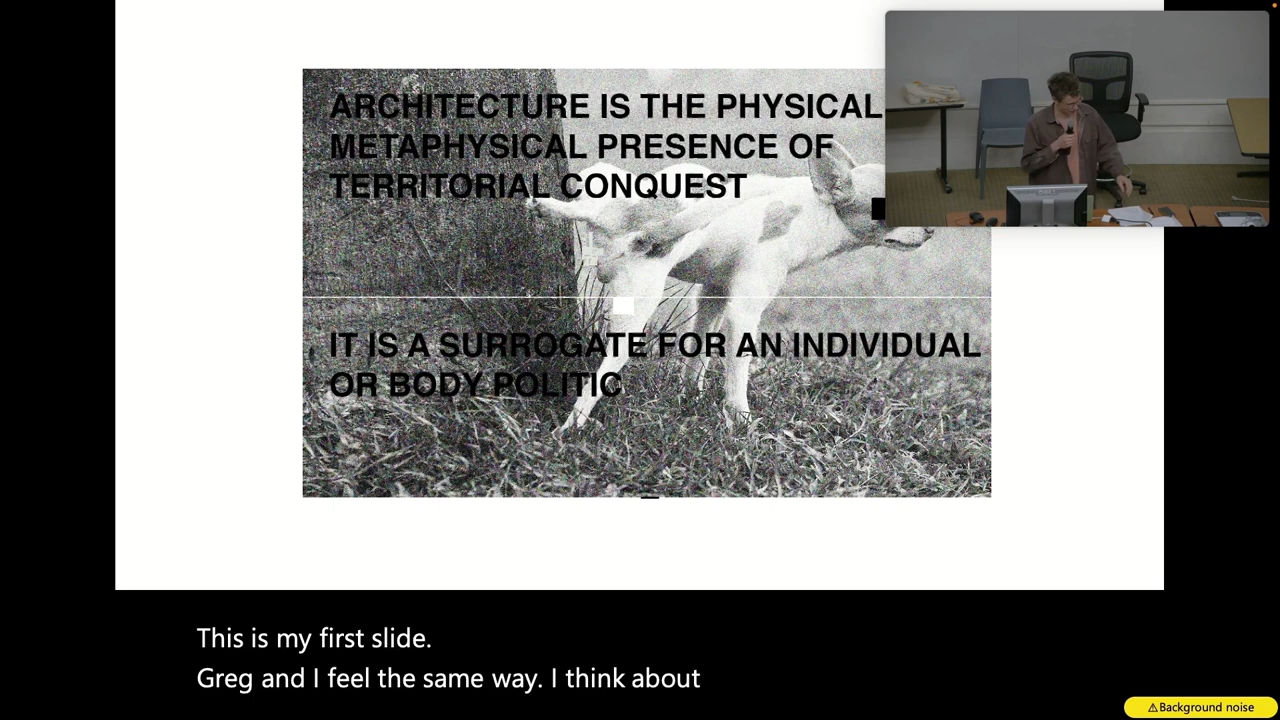 ARCHITECTURE IS THE PHYSICAL
METAPHYSICAL PRESENCE OF
TERRITORIAL CONQUEST
IT IS A SURROGATE FOR AN INDIVIDUAL
OR BODY POLITIC
This is my first slide.
Greg and I feel the same way. I think about
⚠Background noise